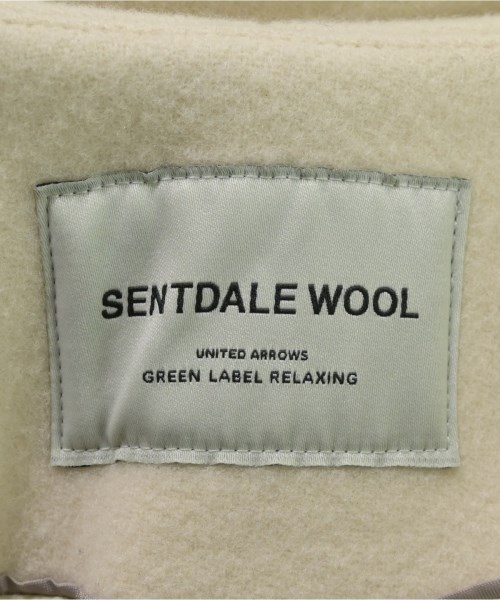 SENTDALE WOOL
UNITED ARROWS
GREEN LABEL RELAXING